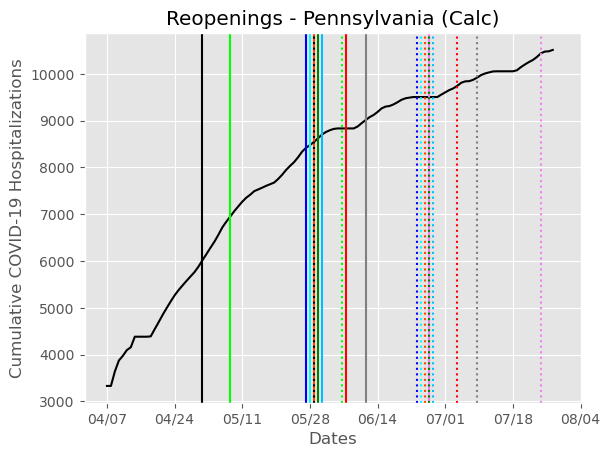 Reopenings - Pennsylvania (Calc)
Cumulative COVID-19 Hospitalizations
10000
9000
8000
7000
6000
5000
4000
3000
04/07 04/24 05/11 05/28 06/14 07/01 07/18 08/04
Dates